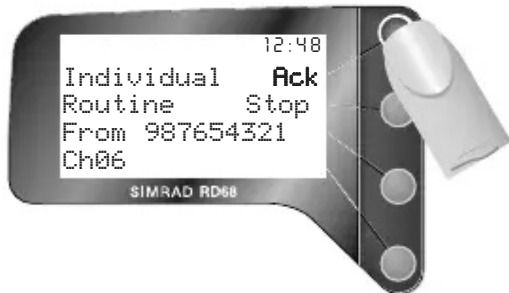 12:48
Individual Ack
Routine Stop
From 987654321
Ch06
SIMRAD RD68